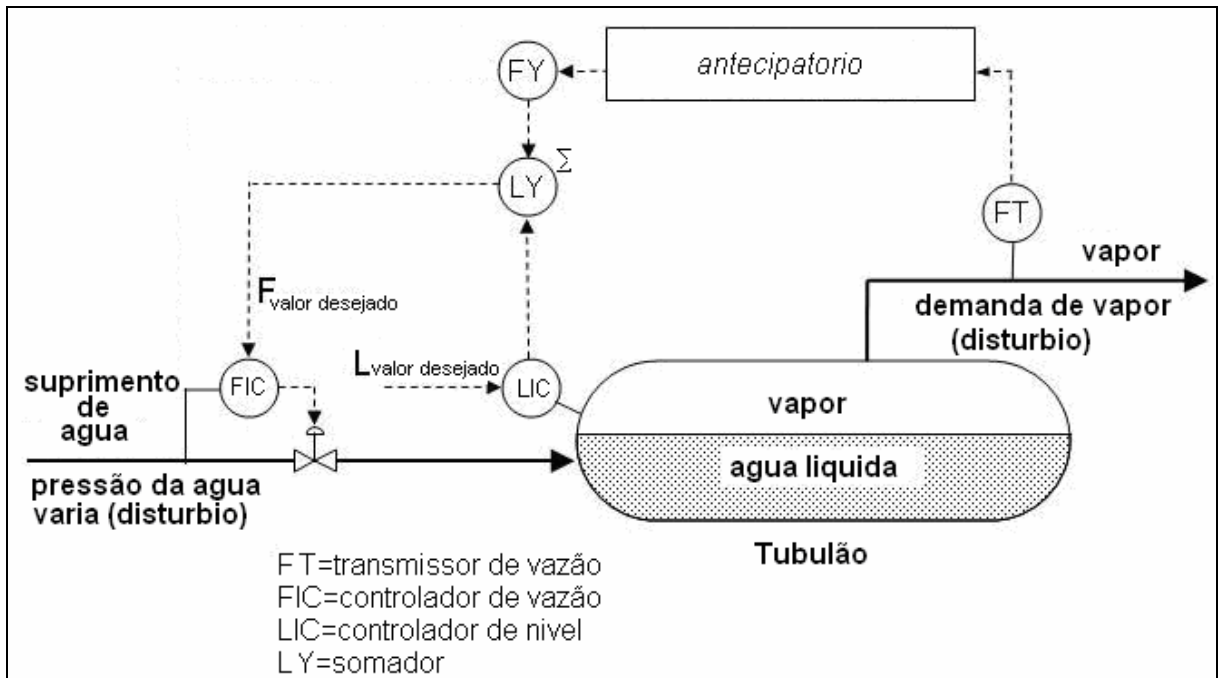 FY
antecipatorio
LY
Σ
FT
vapor
demanda de vapor
(disturbio)
F valor desejado
L valor desejado
suprimento
de
agua
FIC
LIC
vapor
agua liquida
pressão da agua
varia (disturbio)
Tubulão
FT=transmissor de vazão
FIC=controlador de vazão
LIC=controlador de nivel
LY=somador